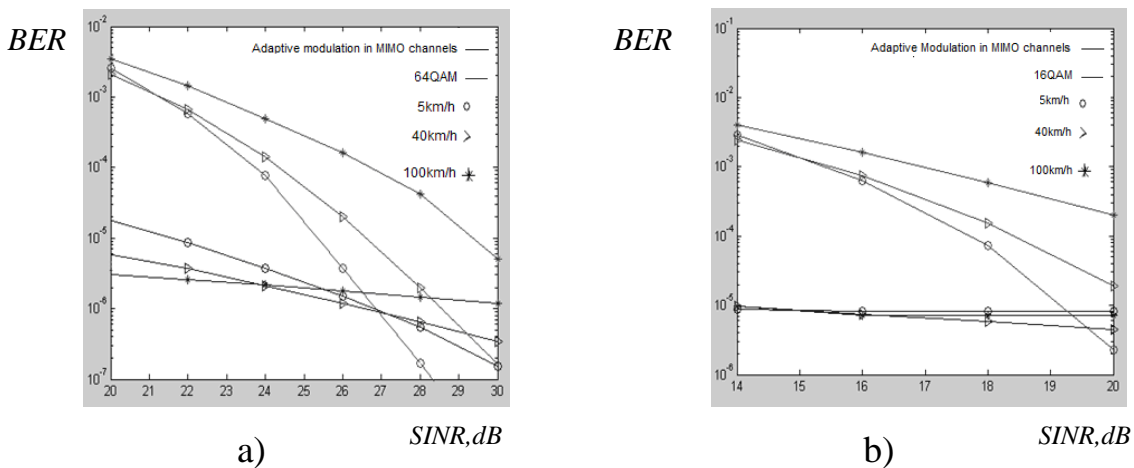 BER
10^-2
10^-3
10^-4
10^-5
10^-6
10^-7
Adaptive modulation in MIMO channels
64QAM
5km/h
40km/h
100km/h
20 21 22 23 24 25 26 27 28 29 30
SINR,dB
a)
BER
10^-1
10^-2
10^-3
10^-4
10^-5
10^-6
Adaptive Modulation in MIMO channels
16QAM
5km/h
40km/h
100km/h
14 15 16 17 18 19 20
SINR,dB
b)